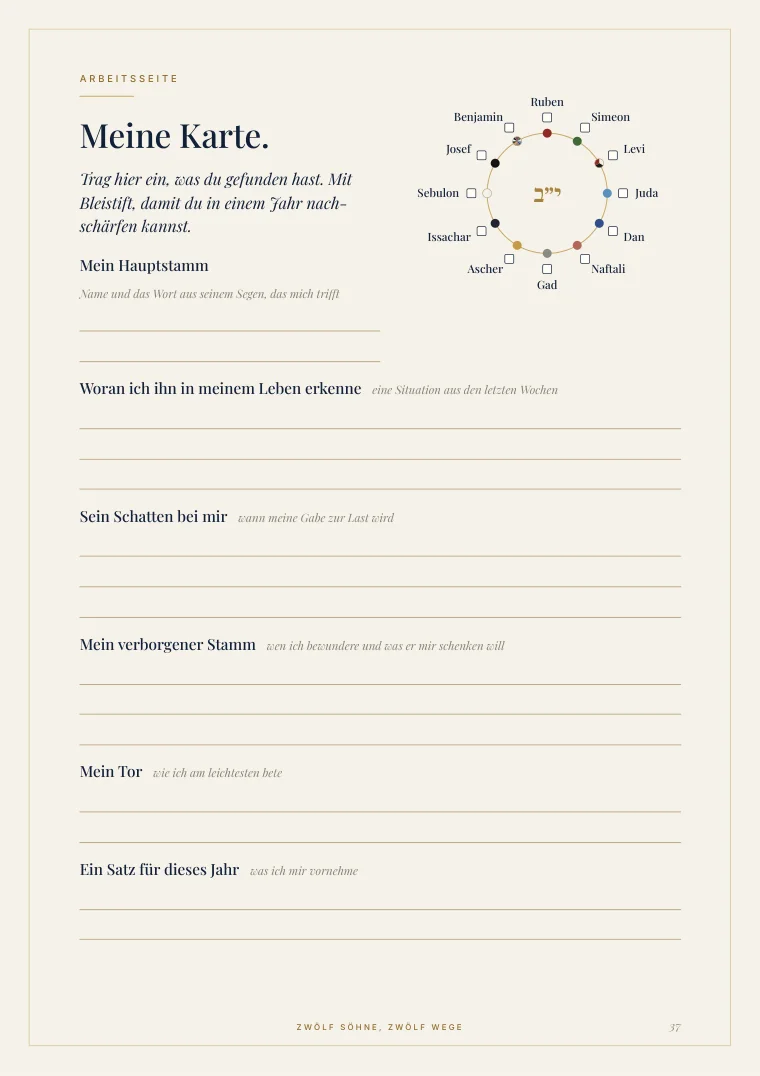 ARBEITSSEITE
Meine Karte.
Trag hier ein, was du gefunden hast. Mit
Bleistift, damit du in einem Jahr nach-
schärfen kannst.
Ruben
Simeon
Levi
Juda
Dan
Naftali
Gad
Ascher
Issachar
Sebulon
Josef
Benjamin
י״ב
Mein Hauptstamm
Name und das Wort aus seinem Segen, das mich trifft
Woran ich ihn in meinem Leben erkenne eine Situation aus den letzten Wochen
Sein Schatten bei mir wann meine Gabe zur Last wird
Mein verborgener Stamm wen ich bewundere und was er mir schenken will
Mein Tor wie ich am leichtesten bete
Ein Satz für dieses Jahr was ich mir vornehme
ZWÖLF SÖHNE, ZWÖLF WEGE
37